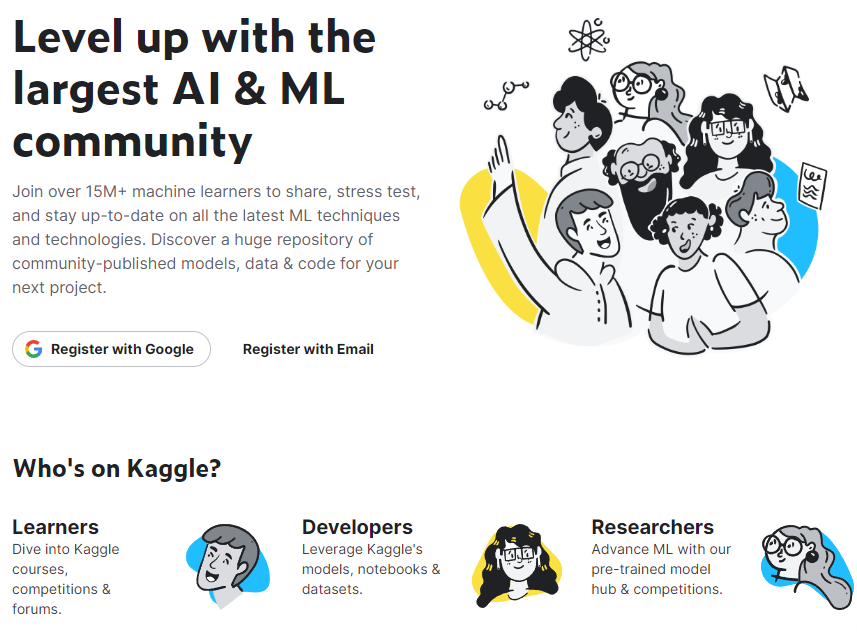 Level up with the
largest AI & ML
community
Join over 15M+ machine learners to share, stress test,
and stay up-to-date on all the latest ML techniques
and technologies. Discover a huge repository of
community-published models, data & code for your
next project.
Register with Google
Register with Email
Who's on Kaggle?
Learners
Dive into Kaggle
courses,
competitions &
forums.
Developers
Leverage Kaggle's
models, notebooks &
datasets.
Researchers
Advance ML with our
pre-trained model
hub & competitions.